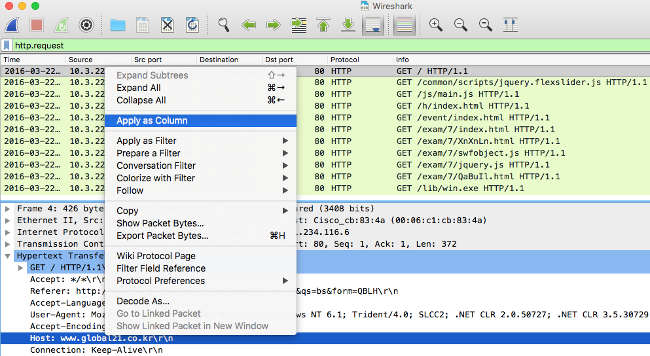 Wireshark
http.request
Time Source Src port Destination Dst port Protocol Info
2016-03-22… 10.3.22 80 HTTP GET / HTTP/1.1
2016-03-22… 10.3.22 80 HTTP GET /common/scripts/jquery.flexslider.js HTTP/1.1
2016-03-22… 10.3.22 80 HTTP GET /js/main.js HTTP/1.1
2016-03-22… 10.3.22 80 HTTP GET /h/index.html HTTP/1.1
2016-03-22… 10.3.22 80 HTTP GET /event/index.html HTTP/1.1
2016-03-22… 10.3.22 80 HTTP GET /exam/7/index.html HTTP/1.1
2016-03-22… 10.3.22 80 HTTP GET /exam/7/XnXnLn.html HTTP/1.1
2016-03-22… 10.3.22 80 HTTP GET /exam/7/swfobject.js HTTP/1.1
2016-03-22… 10.3.22 80 HTTP GET /exam/7/jquery.js HTTP/1.1
2016-03-22… 10.3.22 80 HTTP GET /exam/7/QaBuIl.html HTTP/1.1
2016-03-22… 10.3.22 80 HTTP GET /lib/win.exe HTTP/1.1
Expand Subtrees ⇧→
Expand All ⌘→
Collapse All ⌘←
Apply as Column
Apply as Filter
Prepare a Filter
Conversation Filter
Colorize with Filter
Follow
Copy
Show Packet Bytes...
Export Packet Bytes... ⌘H
Wiki Protocol Page
Filter Field Reference
Protocol Preferences
Decode As...
Go to Linked Packet
Show Linked Packet in New Window
Frame 4: 426 byte ured (3408 bits)
Ethernet II, Src: st: Cisco_cb:83:4a (00:06:c1:cb:83:4a)
Internet Protocol .234.116.6
Transmission Cont ort: 80, Seq: 1, Ack: 1, Len: 372
Hypertext Transfe
GET / HTTP/1.1\
Accept: */*\r\n
Referer: http: &qs=bs&form=QBLH\r\n
Accept-Language
User-Agent: Moz ows NT 6.1; Trident/4.0; SLCC2; .NET CLR 2.0.50727; .NET CLR 3.5.30729
Accept-Encoding
Host: www.global21.co.kr\r\n
Connection: Keep-Alive\r\n